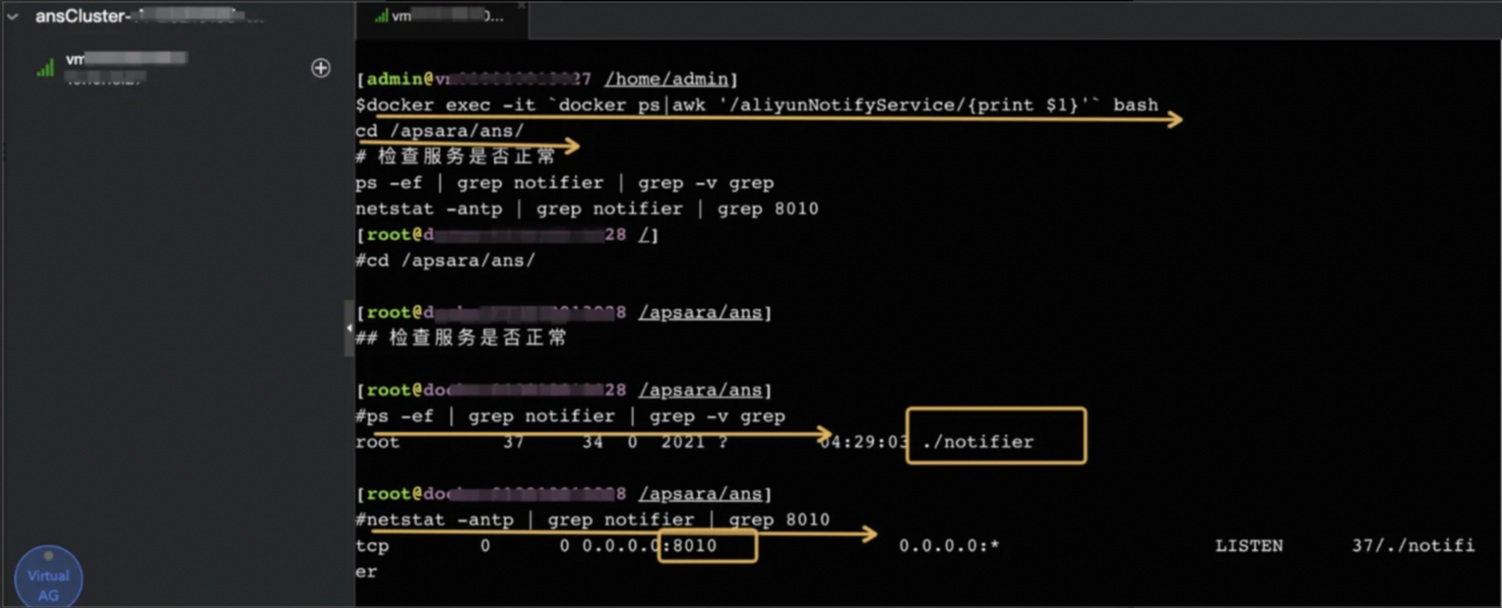 ansCluster-
vm
vm
[admin@v 27 /home/admin]
$docker exec -it `docker ps|awk '/aliyunNotifyService/{print $1}'` bash
cd /apsara/ans/
# 检查服务是否正常
ps -ef | grep notifier | grep -v grep
netstat -antp | grep notifier | grep 8010
[root@d 28 /]
#cd /apsara/ans/
[root@d 8 /apsara/ans]
## 检查服务是否正常
[root@do 28 /apsara/ans]
#ps -ef | grep notifier | grep -v grep
root 37 34 0 2021 ? 04:29:03 ./notifier
[root@do 8 /apsara/ans]
#netstat -antp | grep notifier | grep 8010
tcp 0 0 0.0.0.0:8010 0.0.0.0:* LISTEN 37/./notifi
er
Virtual
AG